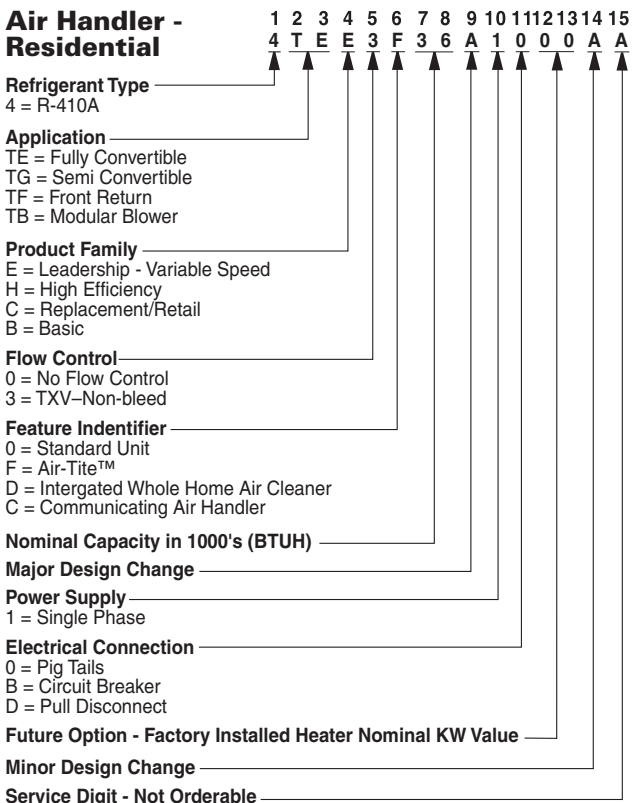 Air Handler -
Residential
1 2 3 4 5 6 7 8 9 10 11 12 13 14 15
4 T E E 3 F 3 6 A 1 0 0 0 A A
Refrigerant Type
4 = R-410A
Application
TE = Fully Convertible
TG = Semi Convertible
TF = Front Return
TB = Modular Blower
Product Family
E = Leadership - Variable Speed
H = High Efficiency
C = Replacement/Retail
B = Basic
Flow Control
0 = No Flow Control
3 = TXV–Non-bleed
Feature Indentifier
0 = Standard Unit
F = Air-Tite™
D = Intergated Whole Home Air Cleaner
C = Communicating Air Handler
Nominal Capacity in 1000's (BTUH)
Major Design Change
Power Supply
1 = Single Phase
Electrical Connection
0 = Pig Tails
B = Circuit Breaker
D = Pull Disconnect
Future Option - Factory Installed Heater Nominal KW Value
Minor Design Change
Service Digit - Not Orderable